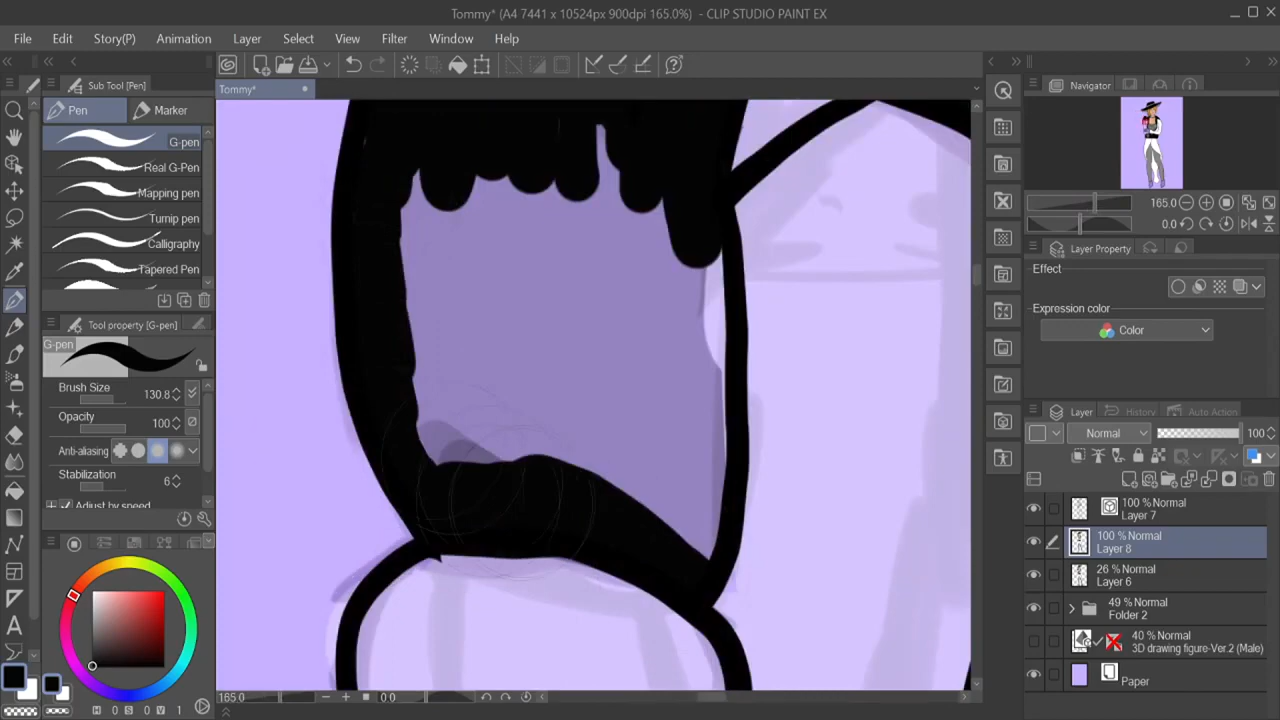 Tommy* (A4 7441 x 10524px 900dpi 165.0%) - CLIP STUDIO PAINT EX
File Edit Story(P) Animation Layer Select View Filter Window Help
Sub Tool [Pen]
Pen Marker
G-pen
Real G-Pen
Mapping pen
Turnip pen
Calligraphy
Tapered Pen
Tool property [G-pen]
G-pen
Brush Size 130.8
Opacity 100
Anti-aliasing
Stabilization 6
Adjust by speed
H 0 S 0 V 1
Tommy*
165.0 0.0
Navigator
165.0
0.0
Layer Property
Effect
Expression color
Color
Layer History Auto Action
Normal 100
100 % Normal
Layer 7
100 % Normal
Layer 8
26 % Normal
Layer 6
49 % Normal
Folder 2
40 % Normal
3D drawing figure-Ver.2 (Male)
Paper